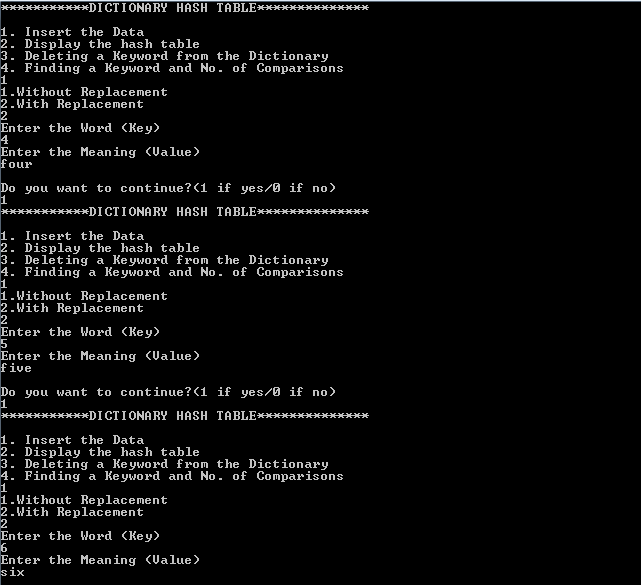 ***********DICTIONARY HASH TABLE**************
1. Insert the Data
2. Display the hash table
3. Deleting a Keyword from the Dictionary
4. Finding a Keyword and No. of Comparisons
1
1.Without Replacement
2.With Replacement
2
Enter the Word (Key)
4
Enter the Meaning (Value)
four
Do you want to continue?(1 if yes/0 if no)
1
***********DICTIONARY HASH TABLE**************
1. Insert the Data
2. Display the hash table
3. Deleting a Keyword from the Dictionary
4. Finding a Keyword and No. of Comparisons
1
1.Without Replacement
2.With Replacement
2
Enter the Word (Key)
5
Enter the Meaning (Value)
five
Do you want to continue?(1 if yes/0 if no)
1
***********DICTIONARY HASH TABLE**************
1. Insert the Data
2. Display the hash table
3. Deleting a Keyword from the Dictionary
4. Finding a Keyword and No. of Comparisons
1
1.Without Replacement
2.With Replacement
2
Enter the Word (Key)
6
Enter the Meaning (Value)
six